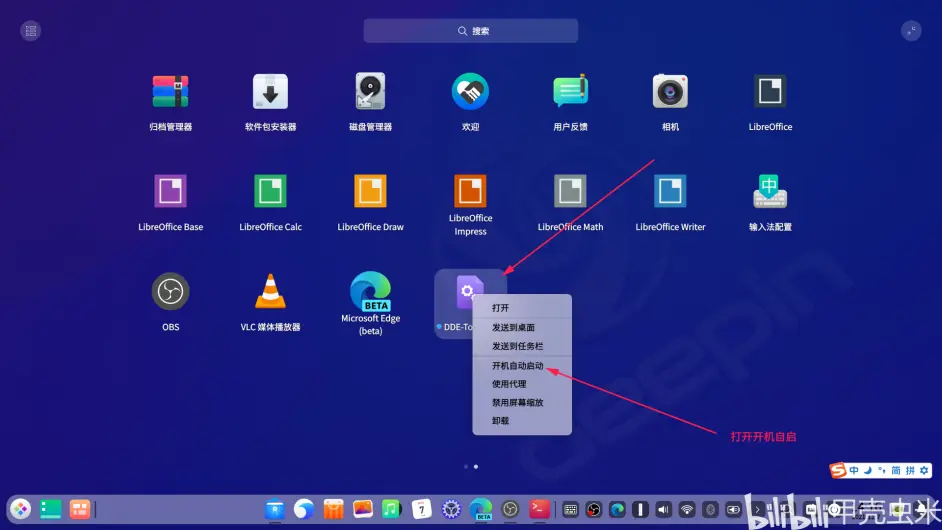 搜索
归档管理器
软件包安装器
磁盘管理器
欢迎
用户反馈
相机
LibreOffice
LibreOffice Base
LibreOffice Calc
LibreOffice Draw
LibreOffice
Impress
LibreOffice Math
LibreOffice Writer
中
输入法配置
OBS
VLC 媒体播放器
BETA
Microsoft Edge
(beta)
DDE-To
打开
发送到桌面
发送到任务栏
开机自动启动
使用代理
禁用屏幕缩放
卸载
打开开机自启
deepin
S 中 简 拼
7
BETA
bilibili 甲壳虫米